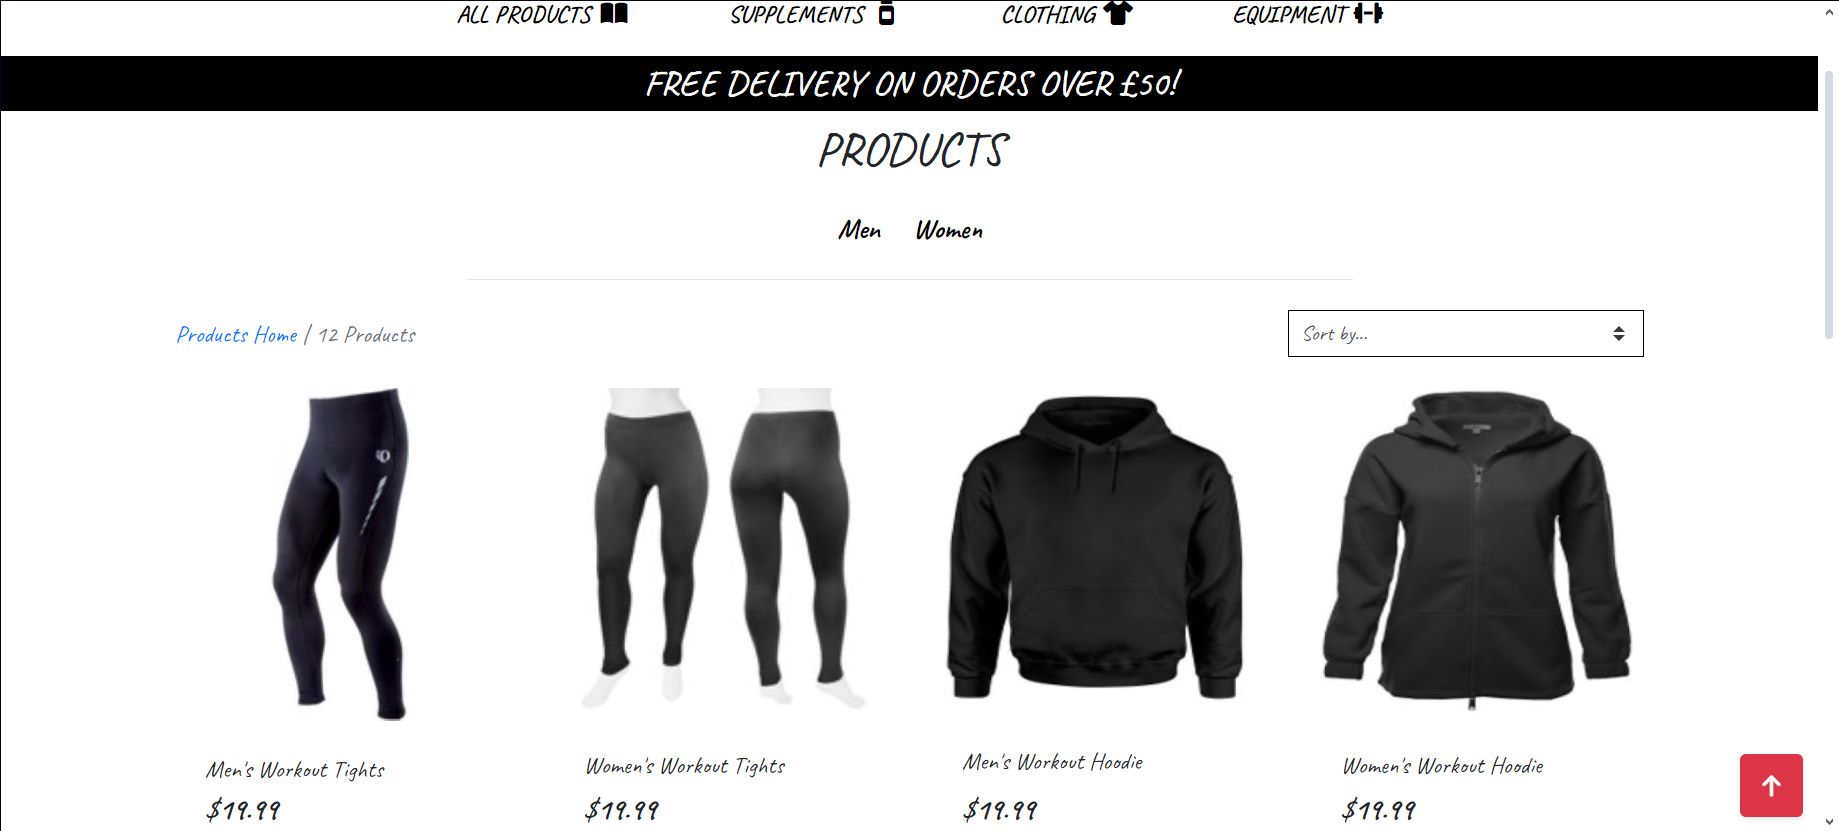 ALL PRODUCTS SUPPLEMENTS CLOTHING EQUIPMENT
FREE DELIVERY ON ORDERS OVER £50!
PRODUCTS
Men Women
Products Home | 12 Products
Sort by...
Men's Workout Tights
$19.99
Women's Workout Tights
$19.99
Men's Workout Hoodie
$19.99
Women's Workout Hoodie
$19.99